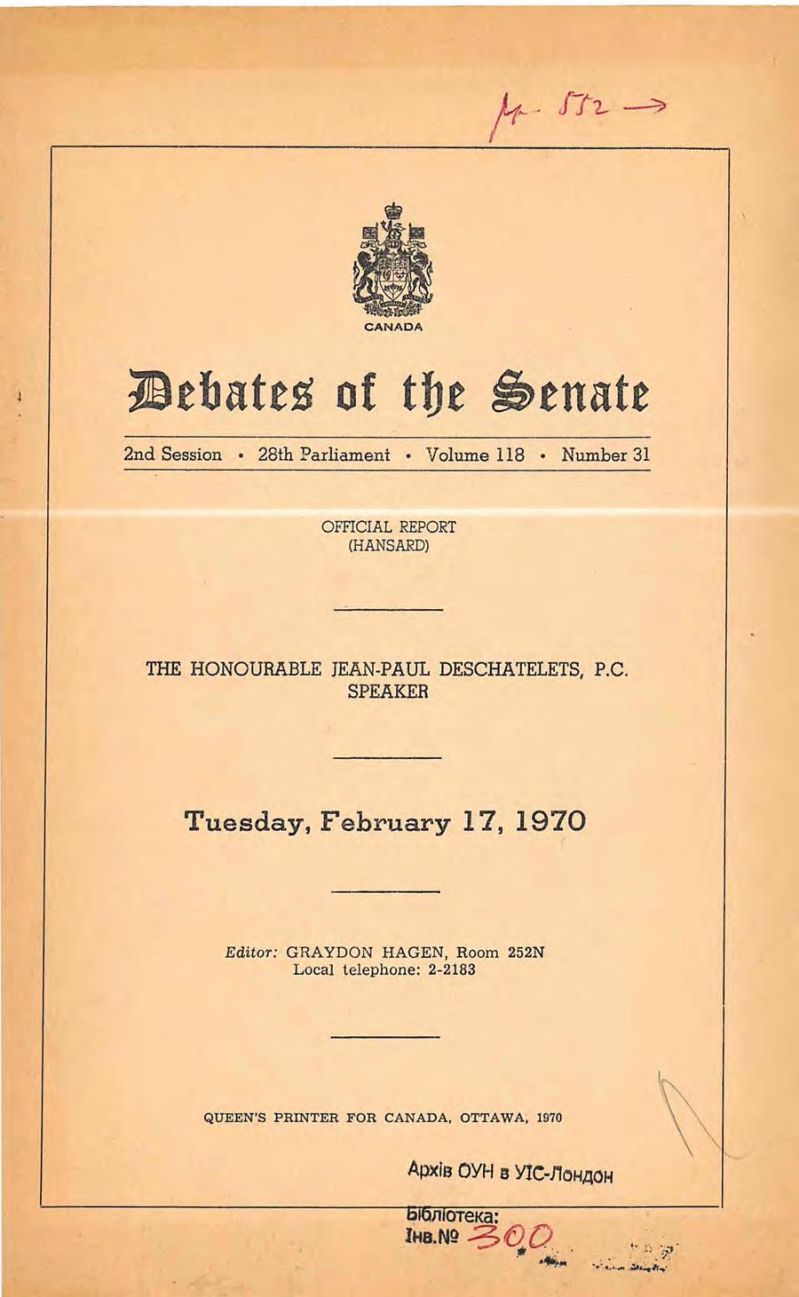 pp. 552 →
CANADA
Debates of the Senate
2nd Session • 28th Parliament • Volume 118 • Number 31
OFFICIAL REPORT
(HANSARD)
THE HONOURABLE JEAN-PAUL DESCHATELETS, P.C.
SPEAKER
Tuesday, February 17, 1970
Editor: GRAYDON HAGEN, Room 252N
Local telephone: 2-2183
QUEEN'S PRINTER FOR CANADA, OTTAWA, 1970
Архів ОУН в УІС-Лондон
Бібліотека:
Інв.№ 300